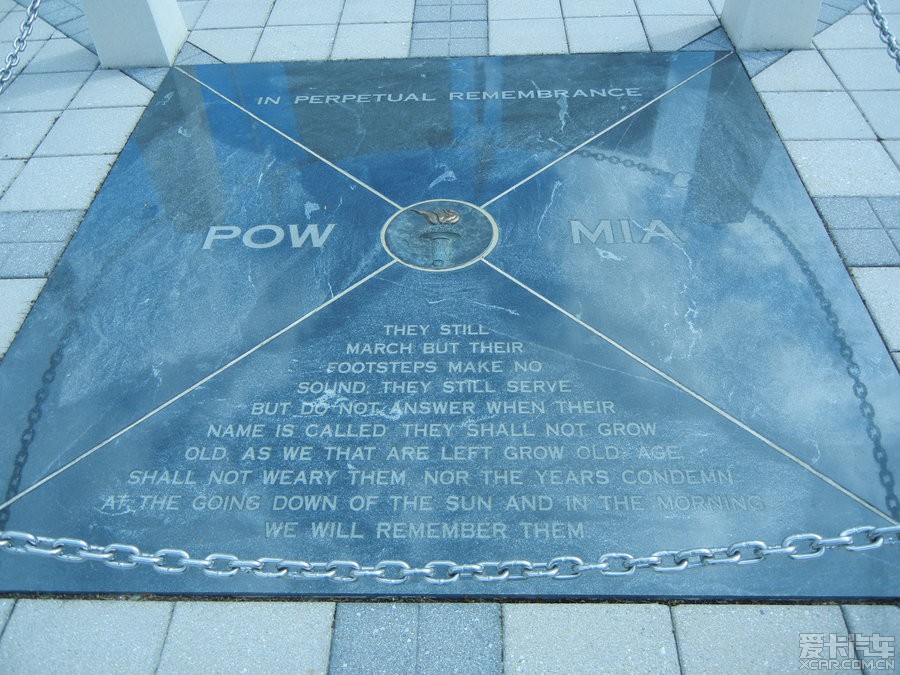 IN PERPETUAL REMEMBRANCE
POW MIA
THEY STILL
MARCH BUT THEIR
FOOTSTEPS MAKE NO
SOUND; THEY STILL SERVE
BUT DO NOT ANSWER WHEN THEIR
NAME IS CALLED. THEY SHALL NOT GROW
OLD, AS WE THAT ARE LEFT GROW OLD; AGE
SHALL NOT WEARY THEM, NOR THE YEARS CONDEMN.
AT THE GOING DOWN OF THE SUN AND IN THE MORNING
WE WILL REMEMBER THEM.
爱卡汽车
XCAR.COM.CN